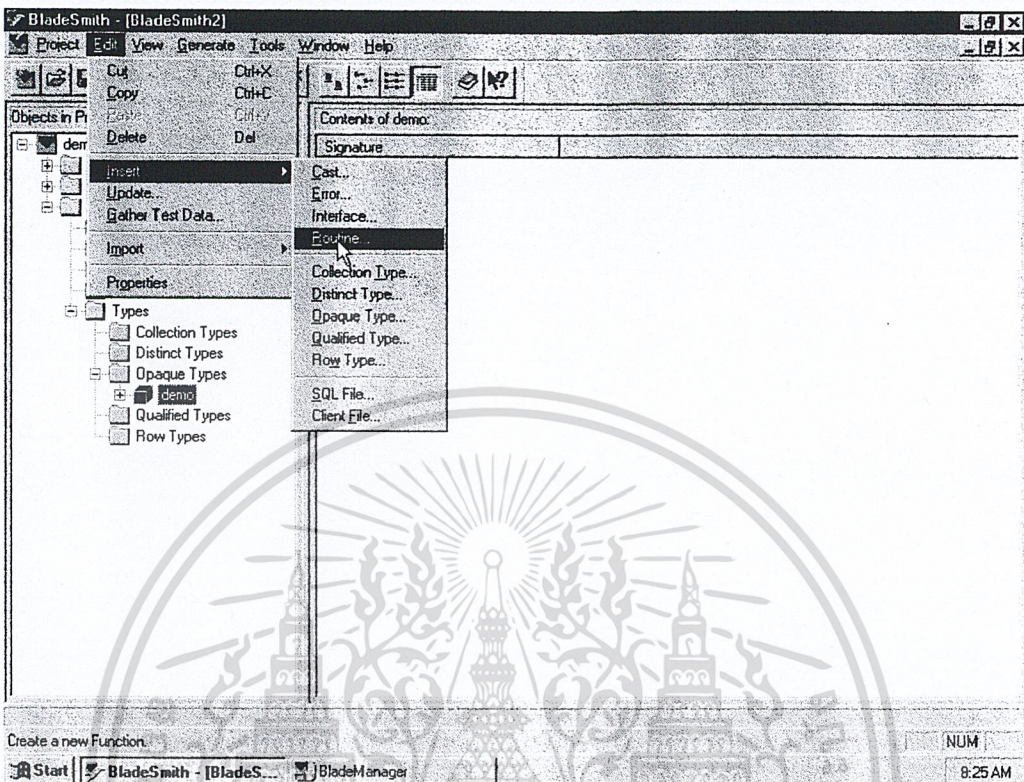 BladeSmith - [BladeSmith2]
Project Edit View Generate Tools Window Help
Cut Ctrl+X
Copy Ctrl+C
Paste Ctrl+V
Delete Del
Insert
Update...
Gather Test Data...
Import
Properties
Cast...
Error...
Interface...
Routine...
Collection Type...
Distinct Type...
Opaque Type...
Qualified Type...
Row Type...
SQL File...
Client File...
Objects in Pr
dem
Types
Collection Types
Distinct Types
Opaque Types
demo
Qualified Types
Row Types
Contents of demo:
Signature
Create a new Function.
NUM
Start BladeSmith - [BladeS... BladeManager 8:25 AM